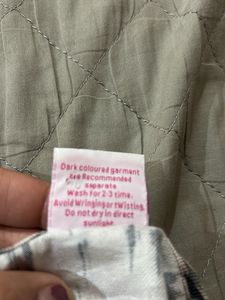 Dark coloured garment
are Recommended
separate
Wash for 2-3 time.
Avoid Wringing or Twisting.
Do not dry in direct
sunlight.